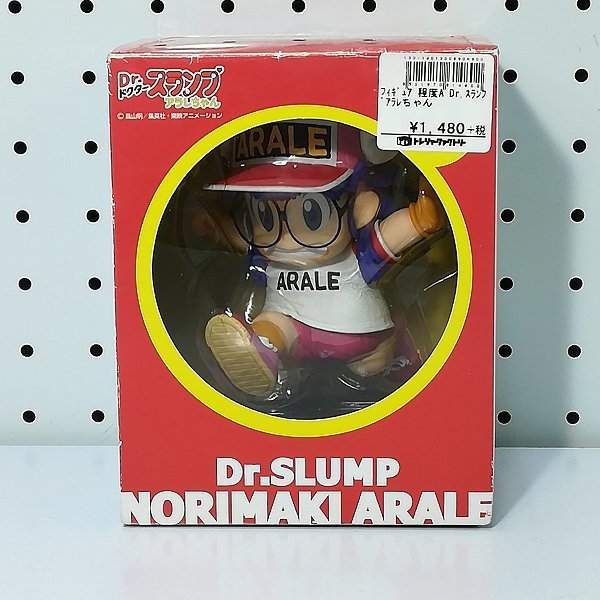 Dr.スランプ
ドクター
アラレちゃん
©鳥山明／集英社・東映アニメーション
フィギュア 程度A Dr.スランプ
アラレちゃん
¥1,480+税
トレジャーファクトリー
ARALE
ARALE
Dr.SLUMP
NORIMAKI ARALE